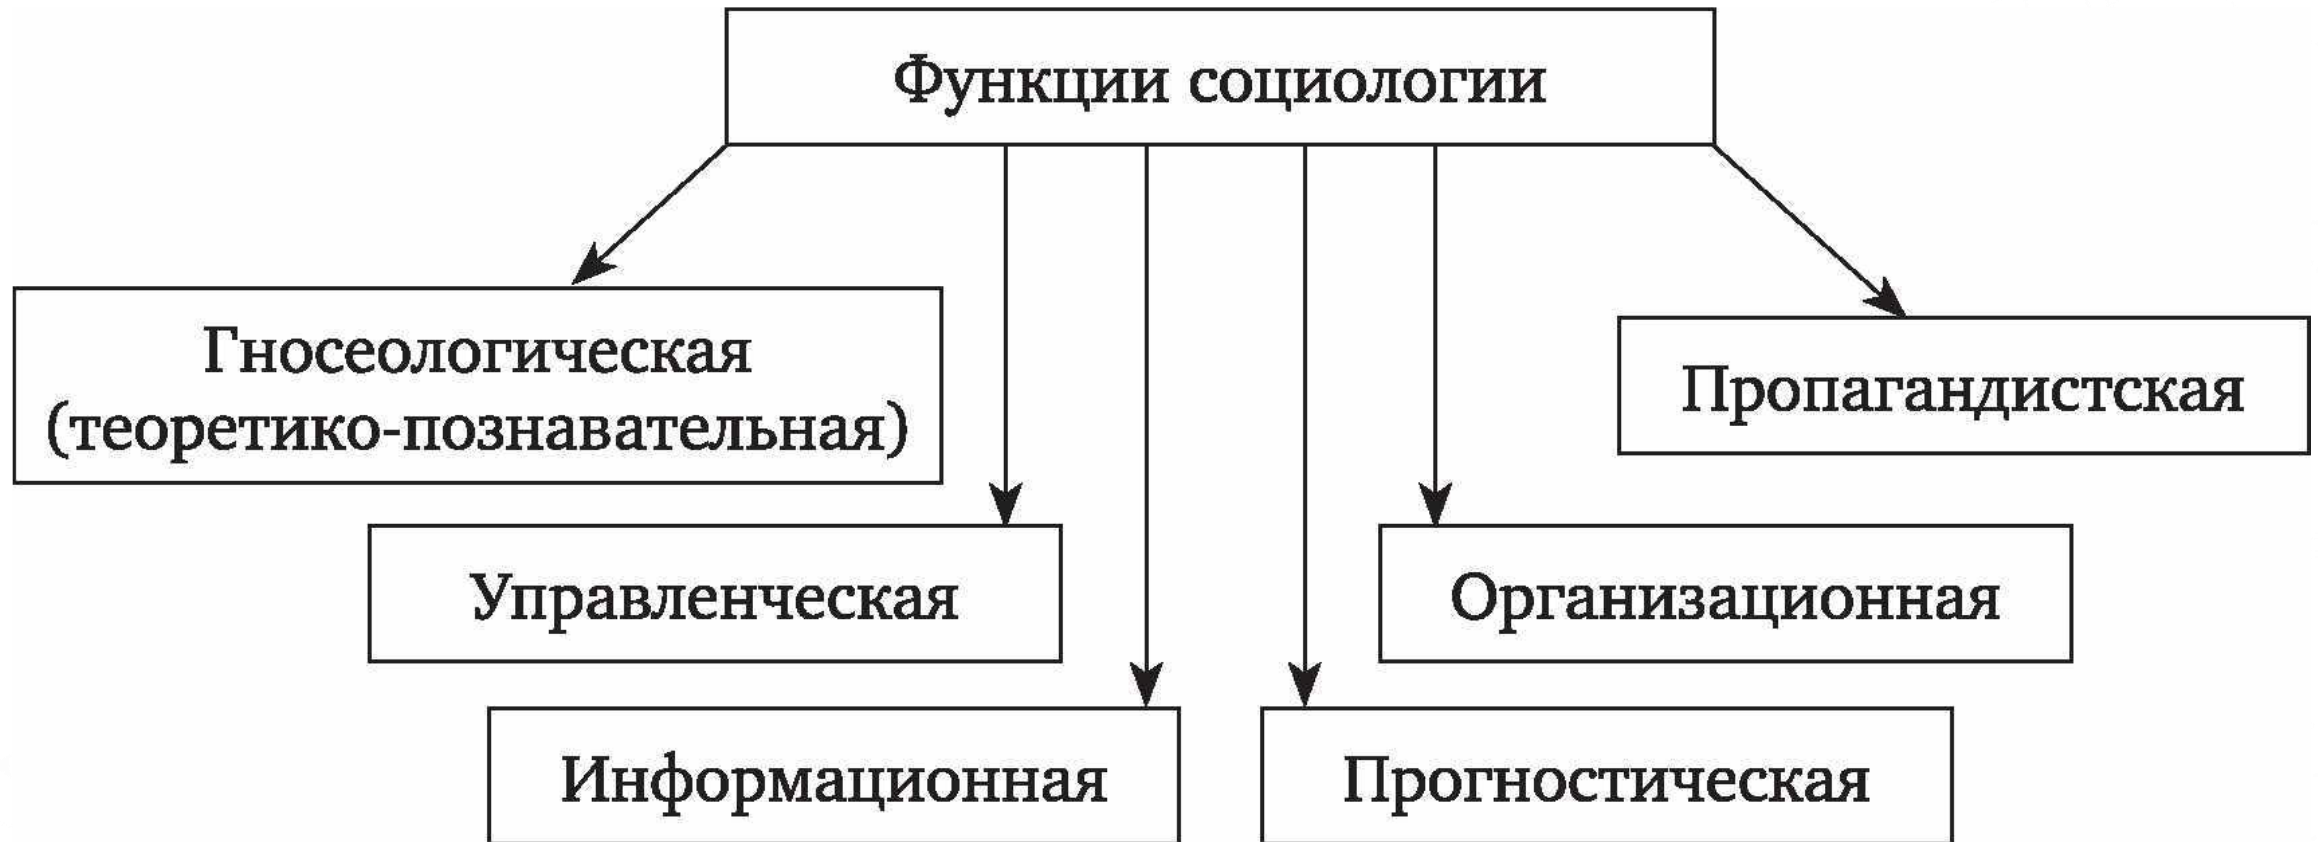 Функции социологии
Гносеологическая
(теоретико-познавательная)
Пропагандистская
Управленческая
Организационная
Информационная
Прогностическая